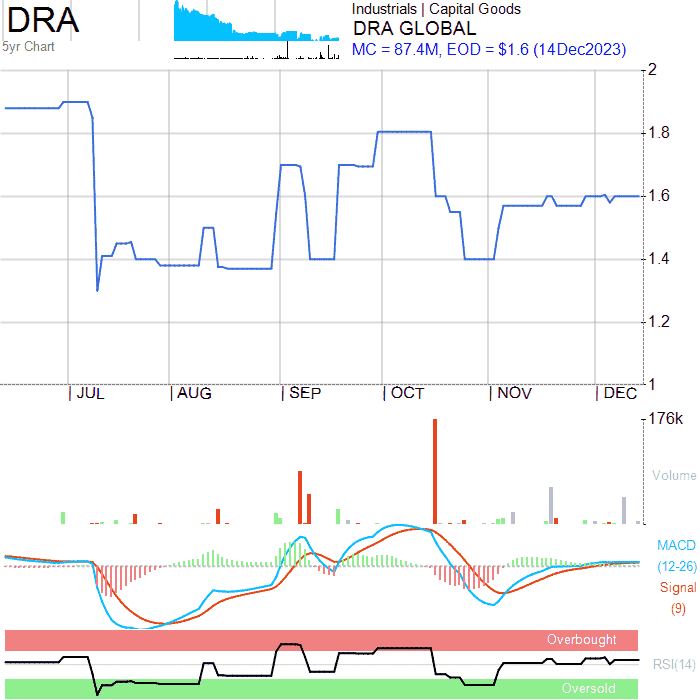 DRA
5yr Chart
Industrials | Capital Goods
DRA GLOBAL
MC = 87.4M, EOD = $1.6 (14Dec2023)
2
1.8
1.6
1.4
1.2
1
JUL
AUG
SEP
OCT
NOV
DEC
176k
Volume
MACD
(12-26)
Signal
(9)
Overbought
RSI(14)
Oversold